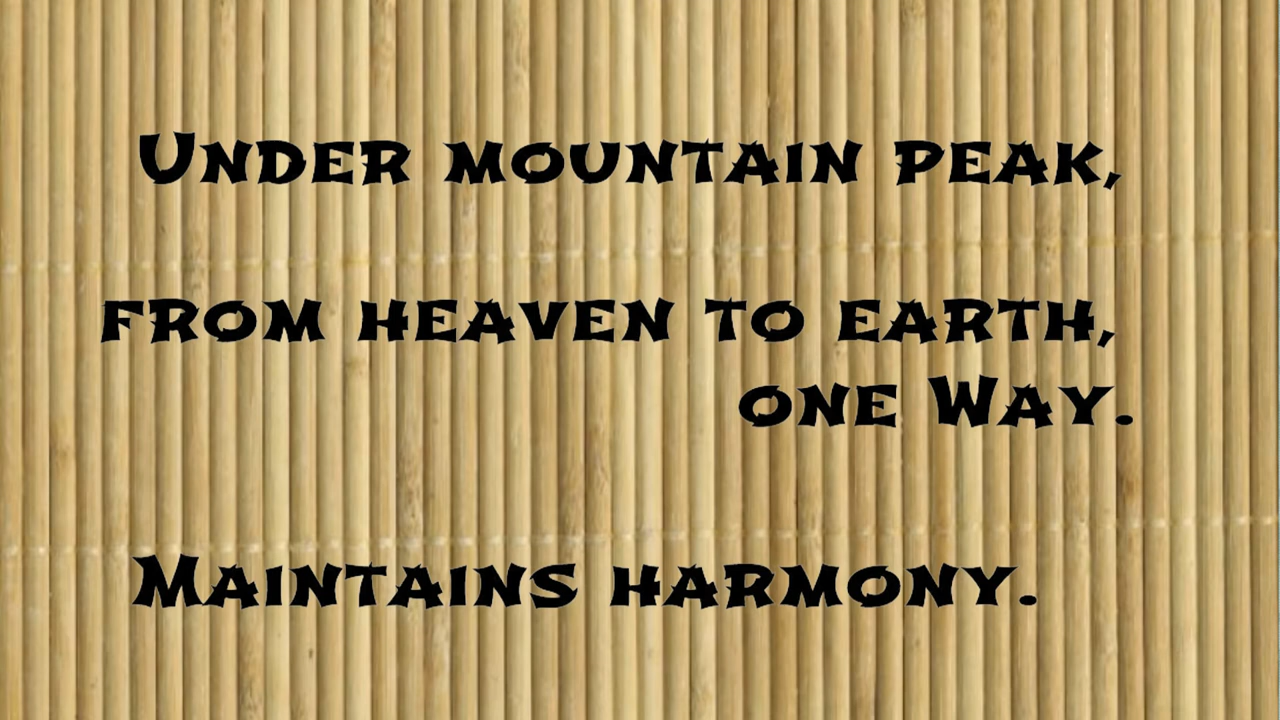 Under mountain peak,
from heaven to earth,
one Way.
Maintains harmony.